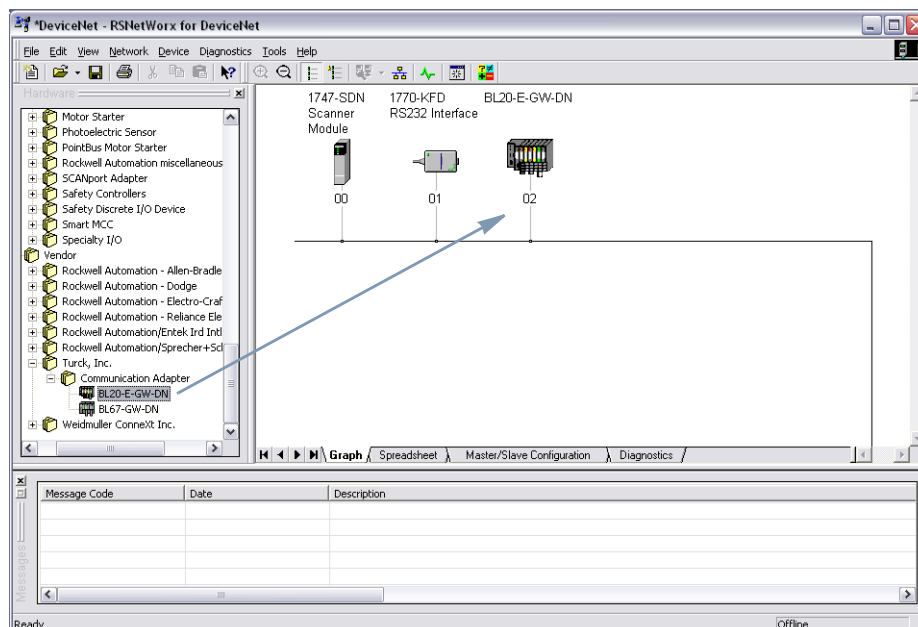 *DeviceNet - RSNetWorx for DeviceNet
File Edit View Network Device Diagnostics Tools Help
Hardware
Motor Starter
Photoelectric Sensor
PointBus Motor Starter
Rockwell Automation miscellaneous
SCANport Adapter
Safety Controllers
Safety Discrete I/O Device
Smart MCC
Specialty I/O
Vendor
Rockwell Automation - Allen-Bradle
Rockwell Automation - Dodge
Rockwell Automation - Electro-Craf
Rockwell Automation - Reliance Ele
Rockwell Automation/Entek Ird Intl
Rockwell Automation/Sprecher+Scl
Turck, Inc.
Communication Adapter
BL20-E-GW-DN
BL67-GW-DN
Weidmuller ConneXt Inc.
1747-SDN
Scanner
Module
1770-KFD
RS232 Interface
BL20-E-GW-DN
00 01 02
Graph Spreadsheet Master/Slave Configuration Diagnostics
Messages
Message Code Date Description
Ready Offline